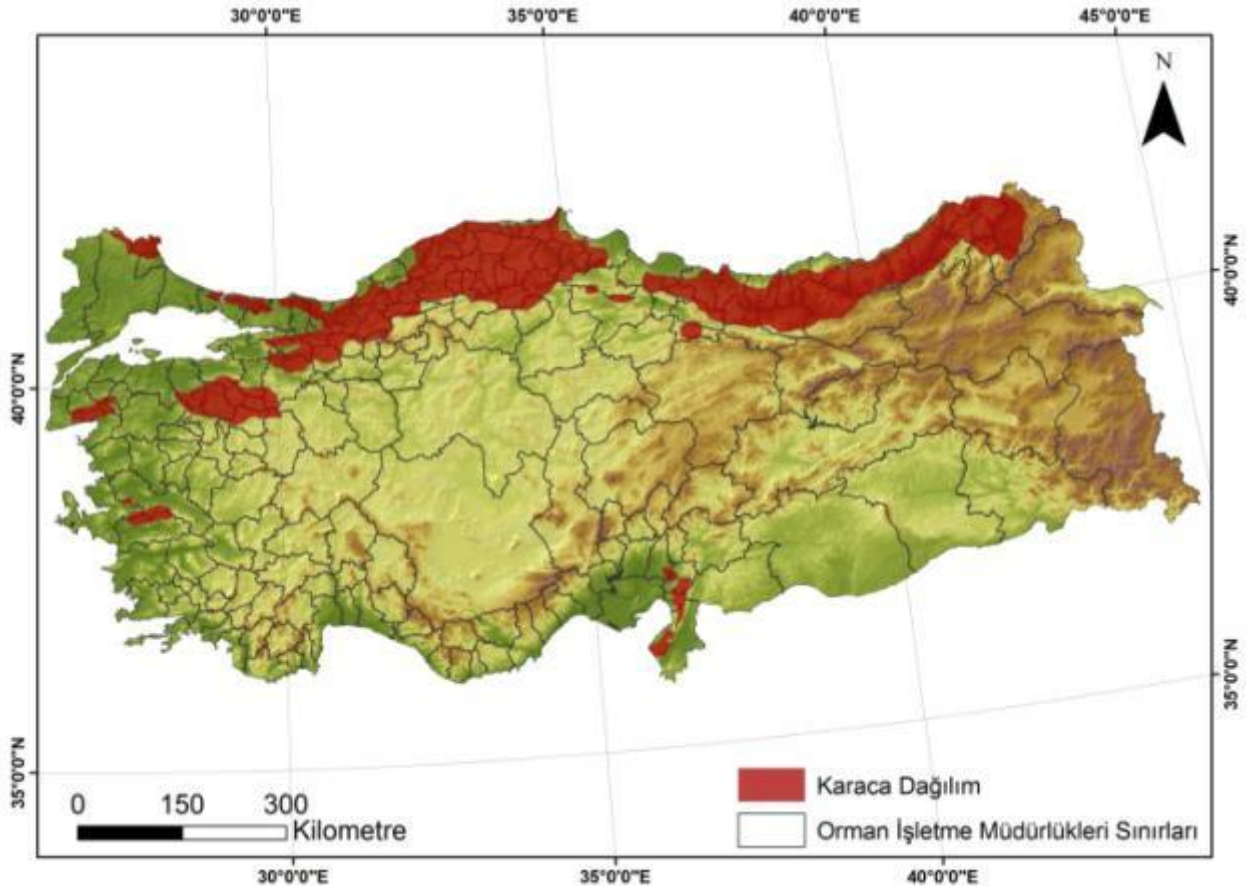 30°0'0"E 35°0'0"E 40°0'0"E 45°0'0"E
N
40°0'0"N
40°0'0"N
35°0'0"N
35°0'0"N
0 150 300
Kilometre
Karaca Dağılım
Orman İşletme Müdürlükleri Sınırları
30°0'0"E 35°0'0"E 40°0'0"E